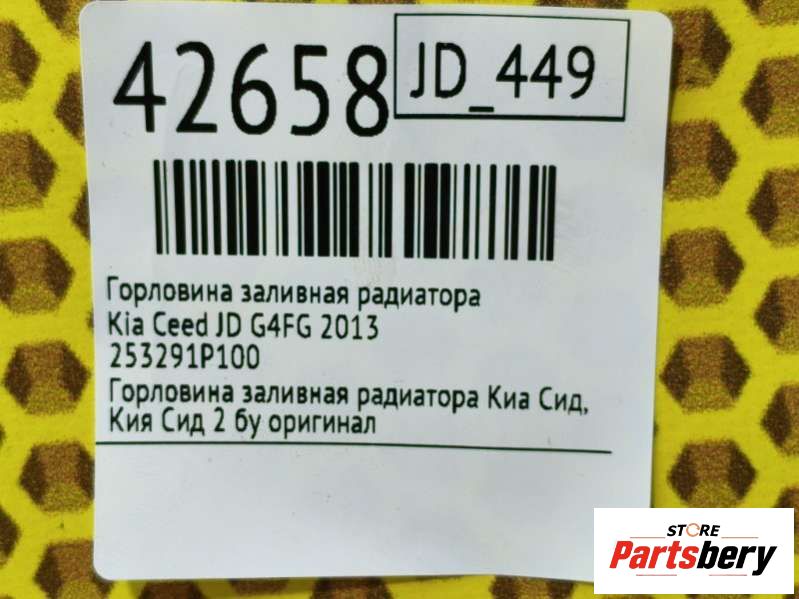 42658
JD_449
Горловина заливная радиатора
Kia Ceed JD G4FG 2013
253291P100
Горловина заливная радиатора Киа Сид,
Кия Сид 2 бу оригинал
STORE
Partsbery